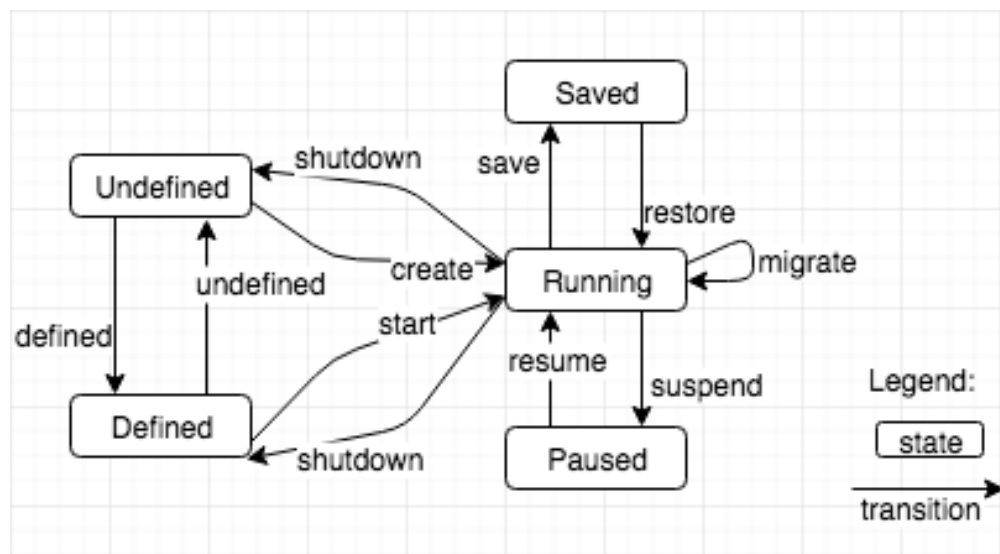 Saved
shutdown
save
Undefined
restore
create
Running
migrate
undefined
start
defined
resume
suspend
Legend:
Defined
shutdown
Paused
state
transition